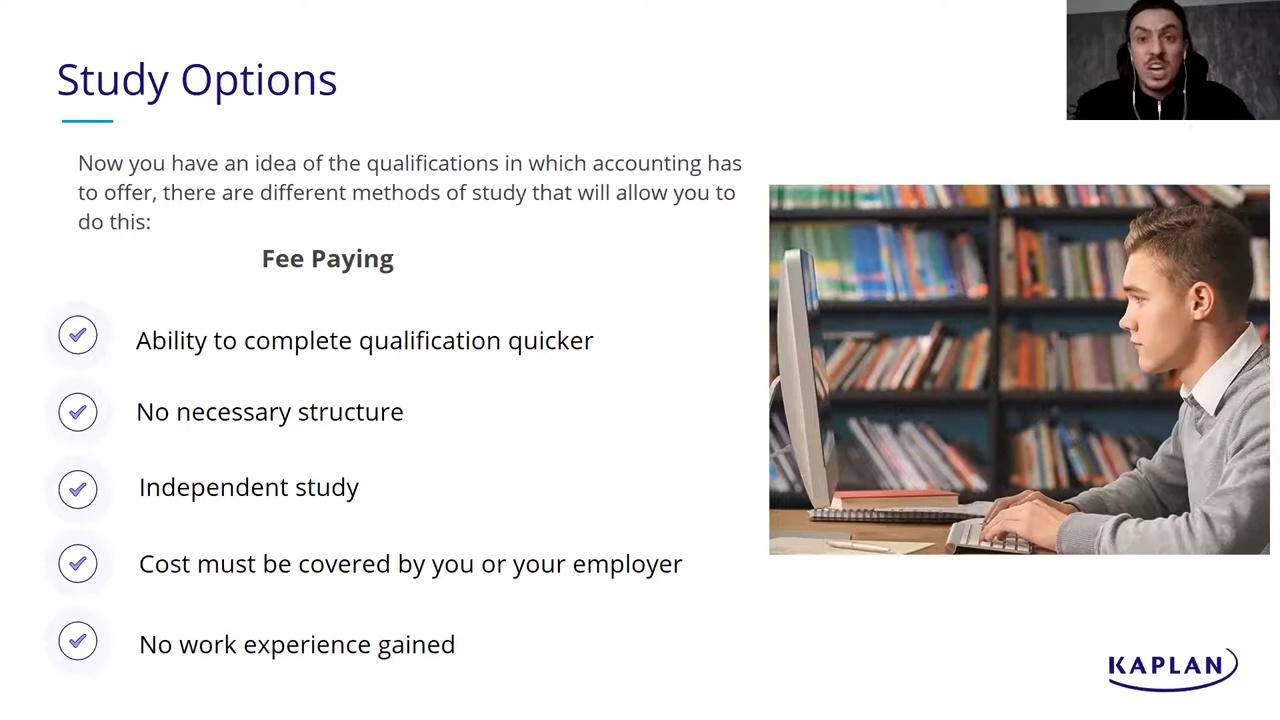 Study Options
Now you have an idea of the qualifications in which accounting has
to offer, there are different methods of study that will allow you to
do this:
Fee Paying
Ability to complete qualification quicker
No necessary structure
Independent study
Cost must be covered by you or your employer
No work experience gained
KAPLAN